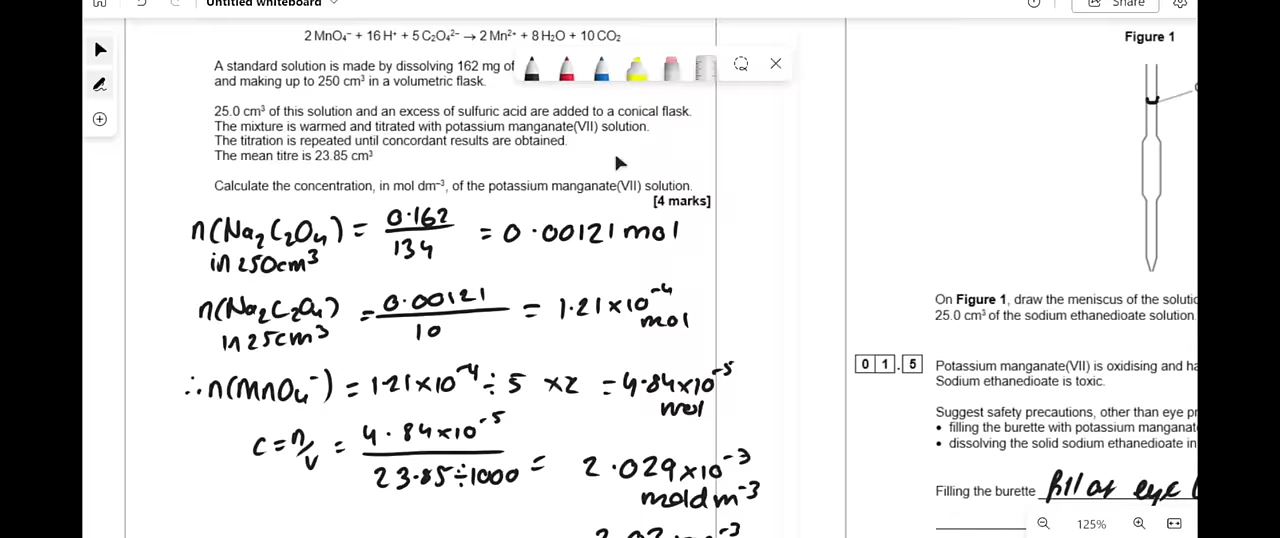 Untitled whiteboard
Share
2 MnO₄⁻ + 16 H⁺ + 5 C₂O₄²⁻ → 2 Mn²⁺ + 8 H₂O + 10 CO₂
A standard solution is made by dissolving 162 mg of
and making up to 250 cm³ in a volumetric flask.
25.0 cm³ of this solution and an excess of sulfuric acid are added to a conical flask.
The mixture is warmed and titrated with potassium manganate(VII) solution.
The titration is repeated until concordant results are obtained.
The mean titre is 23.85 cm³
Calculate the concentration, in mol dm⁻³, of the potassium manganate(VII) solution.
[4 marks]
n(Na₂C₂O₄) = 0.162 / 134 = 0.00121 mol
in 250cm³
n(Na₂C₂O₄) = 0.00121 / 10 = 1.21×10⁻⁴ mol
in 25cm³
∴ n(MnO₄⁻) = 1.21×10⁻⁴ ÷ 5 ×2 = 4.84×10⁻⁵ mol
c = n/v = 4.84×10⁻⁵ / 23.85÷1000 = 2.029×10⁻³
moldm⁻³
Figure 1
On Figure 1, draw the meniscus of the
25.0 cm³ of the sodium ethanedioate solution.
0 1 . 5
Potassium manganate(VII) is oxidising and
Sodium ethanedioate is toxic.
Suggest safety precautions, other than eye
• filling the burette with potassium
• dissolving the solid sodium ethanedioate in
Filling the burette fill at eye
125%